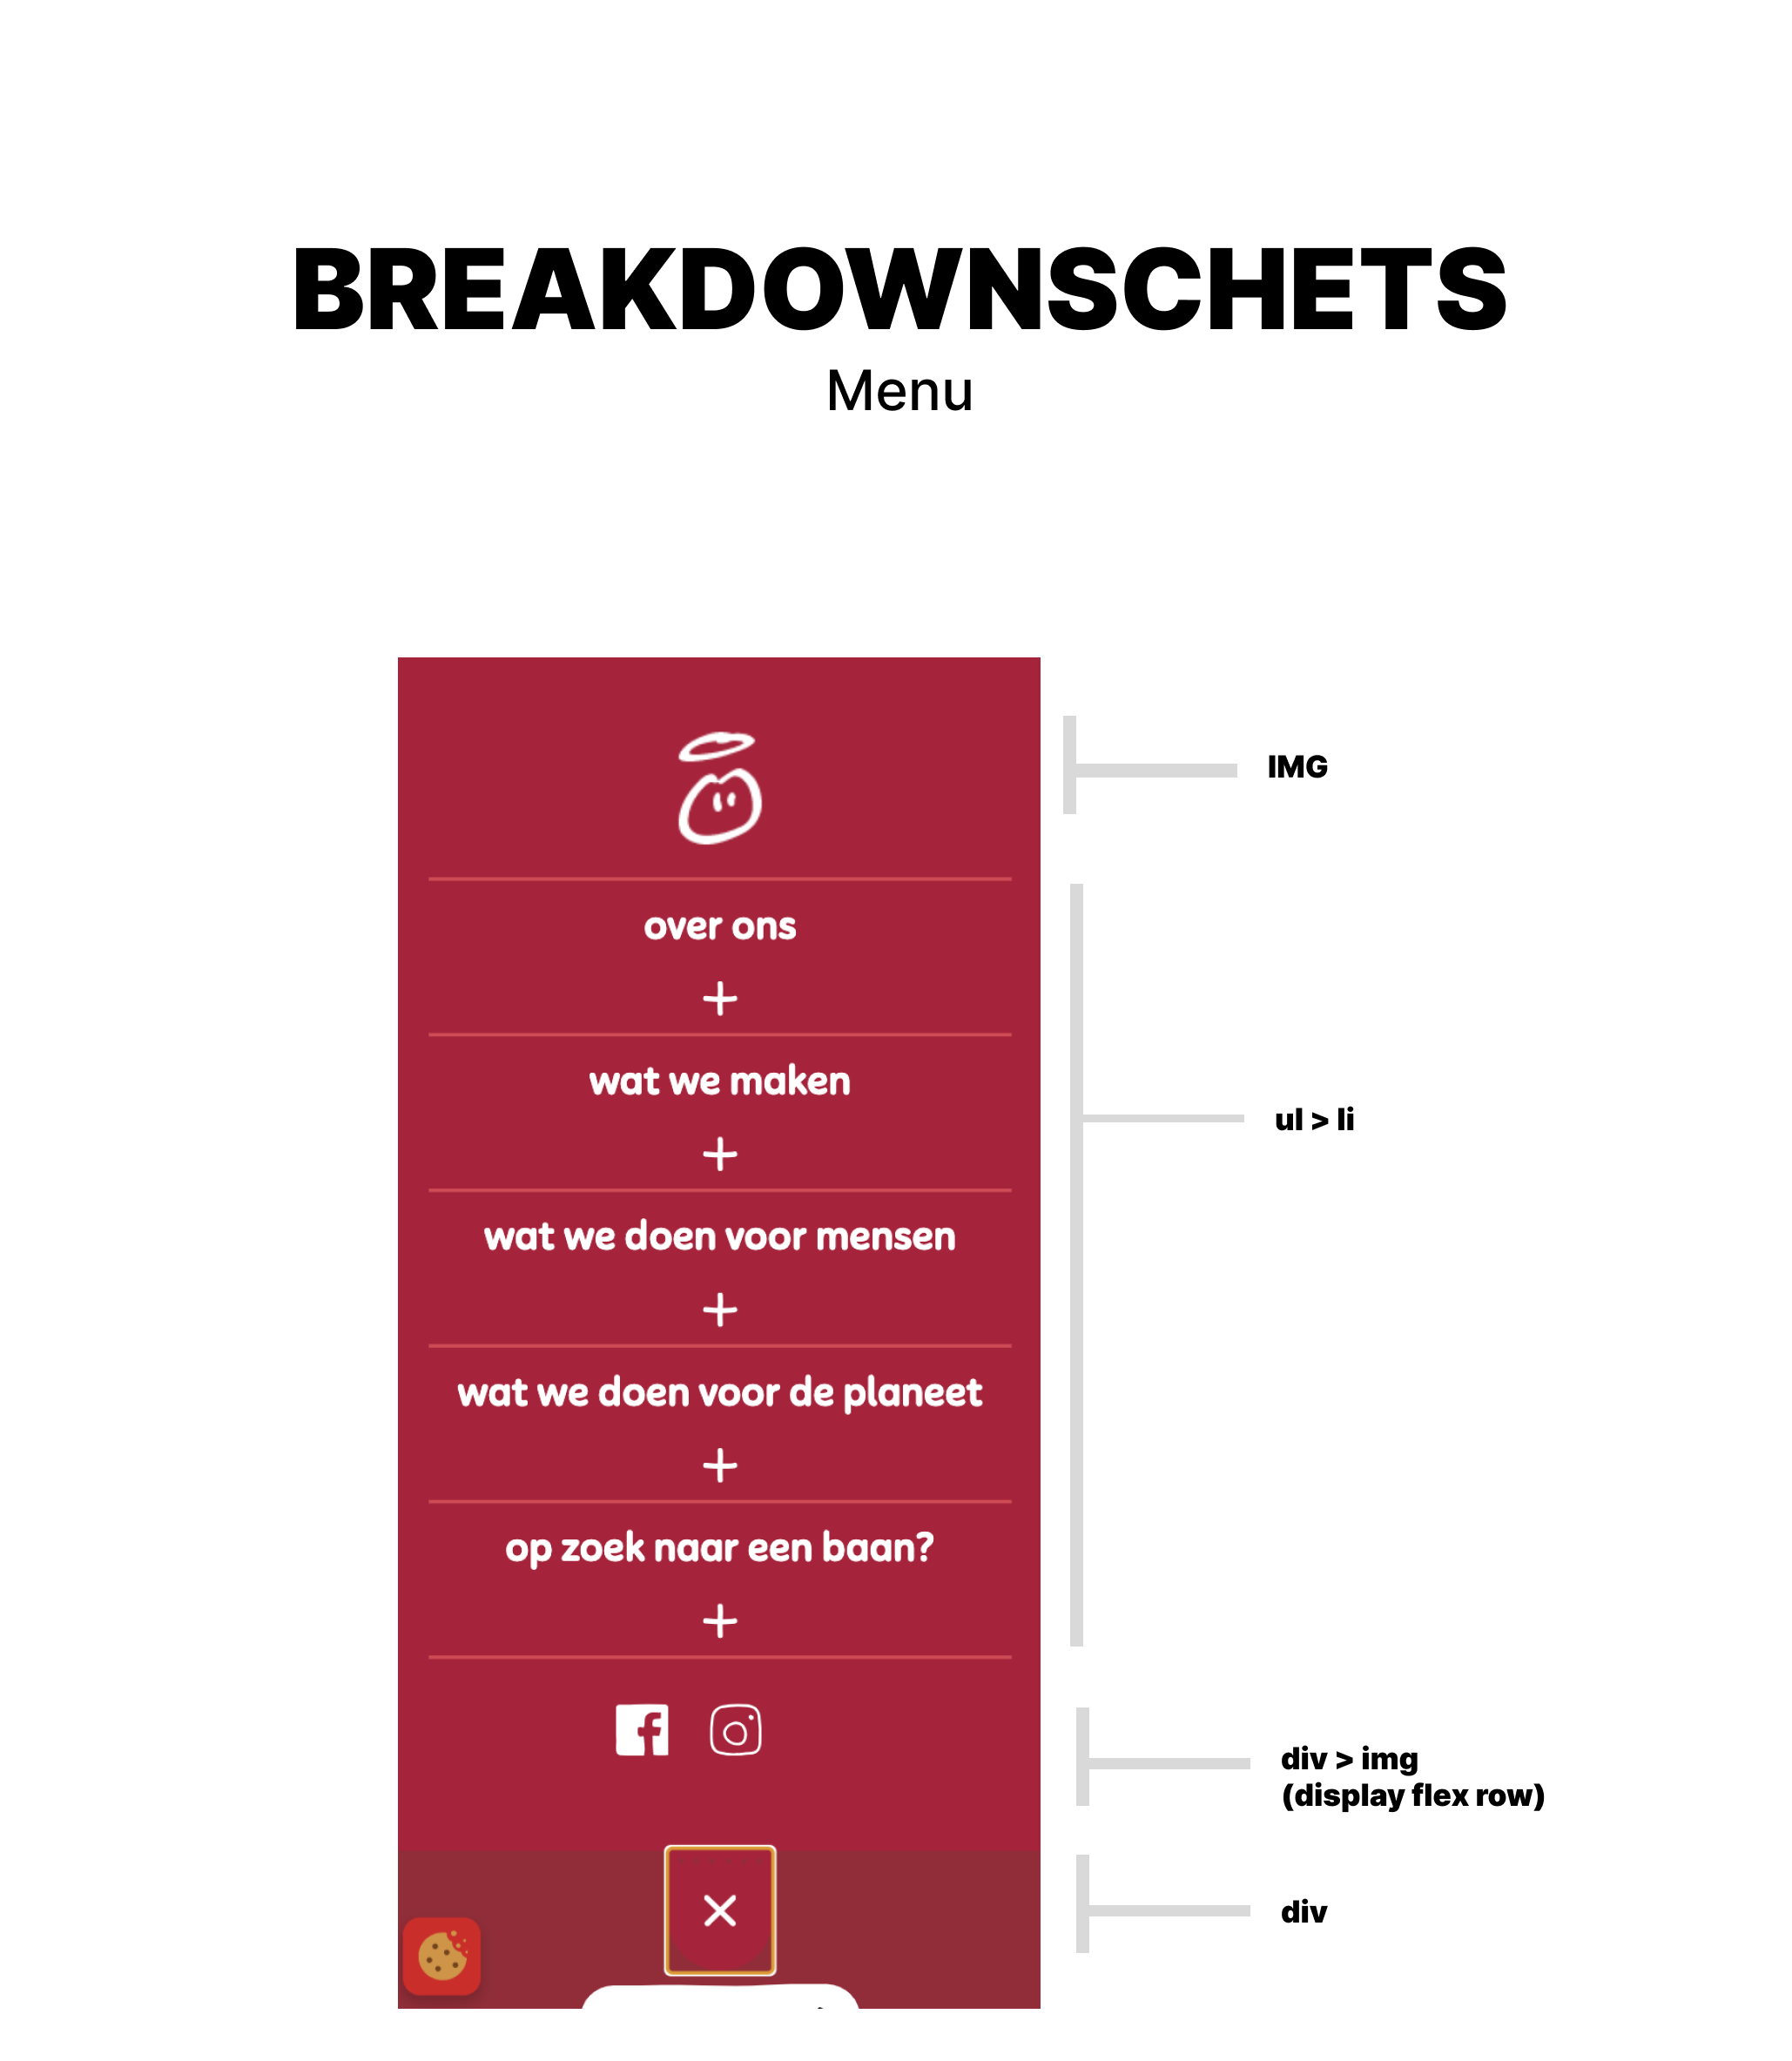 BREAKDOWNSCHETS
Menu
IMG
over ons
+
wat we maken
+
ul > li
wat we doen voor mensen
+
wat we doen voor de planeet
+
op zoek naar een baan?
+
div > img
(display flex row)
div